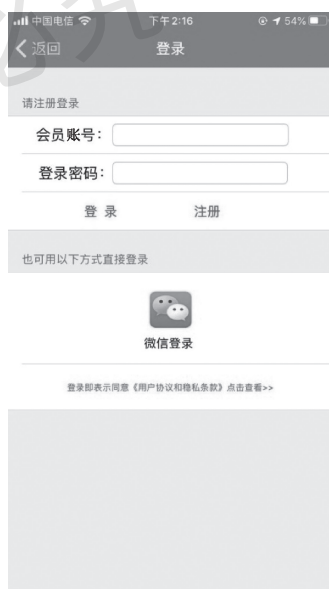 中国电信 下午2:16 54%
返回 登录
请注册登录
会员账号：
登录密码：
登 录 注册
也可用以下方式直接登录
微信登录
登录即表示同意《用户协议和隐私条款》点击查看>>